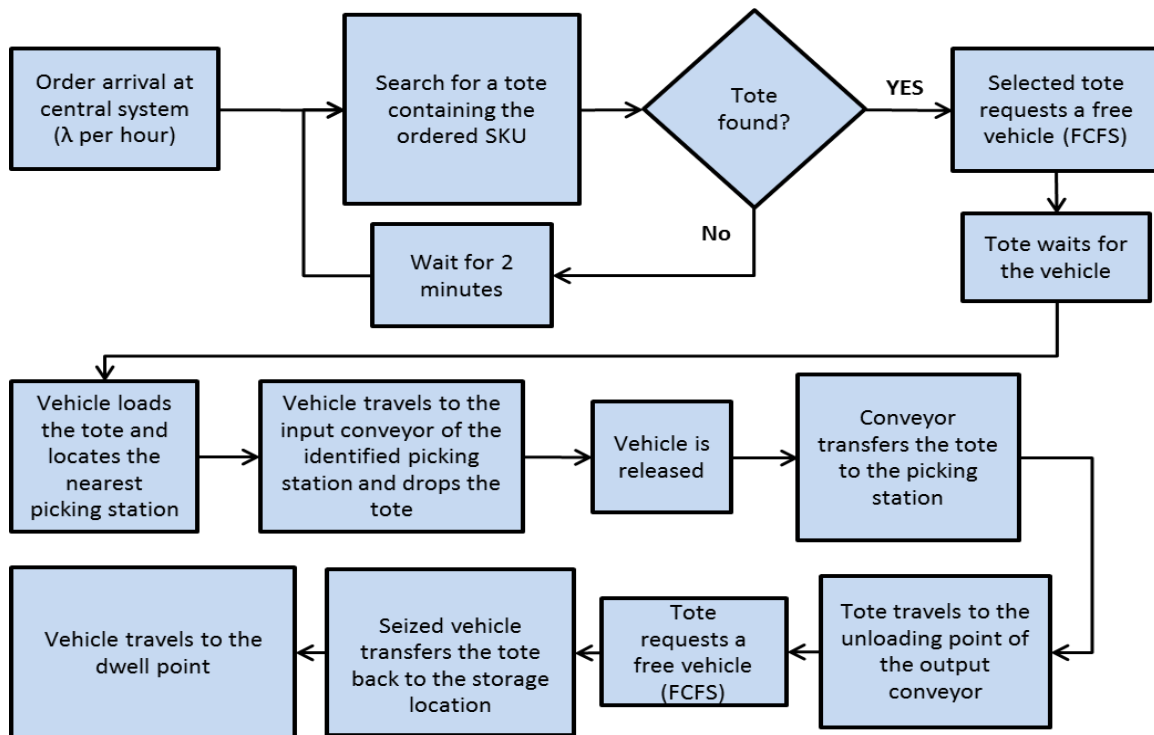 Order arrival at
central system
(λ per hour)
Search for a tote
containing the
ordered SKU
Tote
found?
YES
Selected tote
requests a free
vehicle (FCFS)
No
Wait for 2
minutes
Tote waits for
the vehicle
Vehicle loads
the tote and
locates the
nearest
picking station
Vehicle travels to the
input conveyor of the
identified picking
station and drops the
tote
Vehicle is
released
Conveyor
transfers the tote
to the picking
station
Tote travels to the
unloading point of
the output
conveyor
Tote
requests a
free vehicle
(FCFS)
Seized vehicle
transfers the tote
back to the storage
location
Vehicle travels to the
dwell point